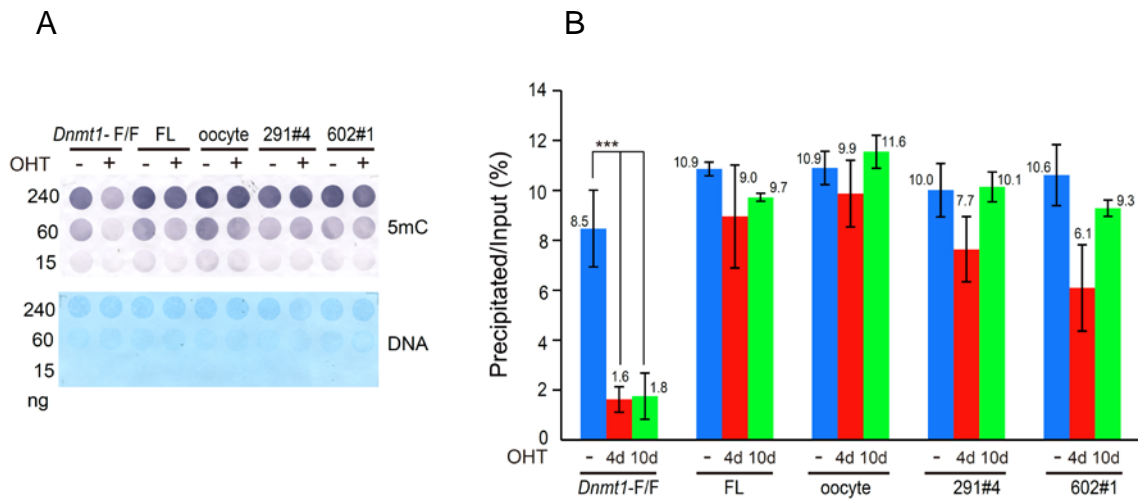 A
B
Dnmt1- F/F FL oocyte 291#4 602#1
OHT - + - + - + - + - +
240
60
15
5mC
240
60
15
DNA
ng
Precipitated/Input (%)
14
12
10
8
6
4
2
0
***
8.5 1.6 1.8
10.9 9.0 9.7
10.9 9.9 11.6
10.0 7.7 10.1
10.6 6.1 9.3
OHT - 4d 10d - 4d 10d - 4d 10d - 4d 10d - 4d 10d
Dnmt1-F/F FL oocyte 291#4 602#1